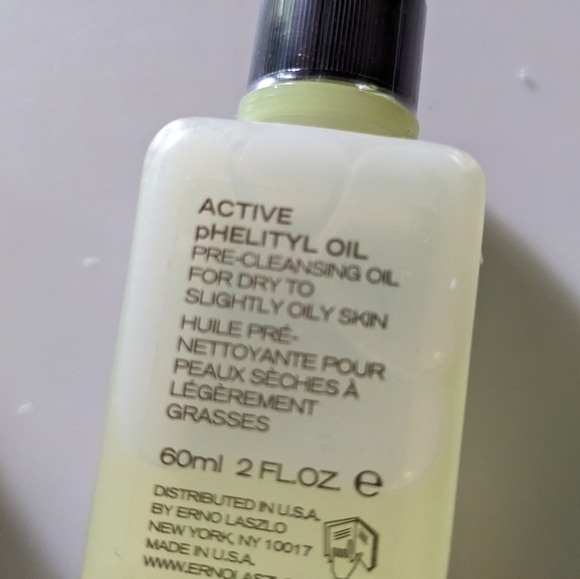 ACTIVE
pHELITYL OIL
PRE-CLEANSING OIL
FOR DRY TO
SLIGHTLY OILY SKIN
HUILE PRÉ-
NETTOYANTE POUR
PEAUX SÈCHES À
LÉGÈREMENT
GRASSES
60ml 2 FL.OZ. e
DISTRIBUTED IN U.S.A.
BY ERNO LASZLO
NEW YORK, NY 10017
MADE IN U.S.A.